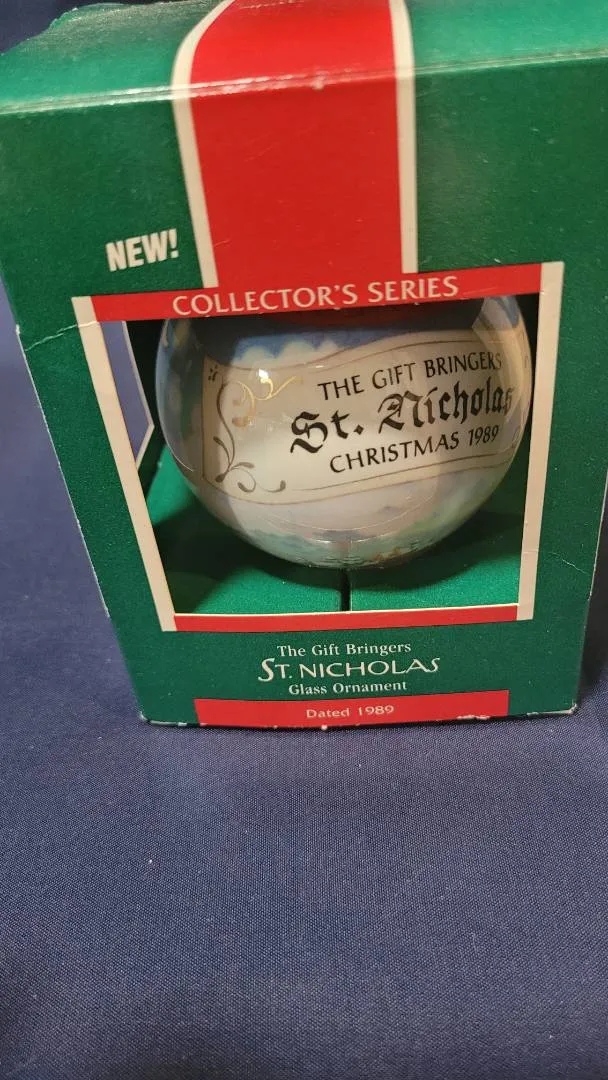 NEW!
COLLECTOR'S SERIES
THE GIFT BRINGERS
St. Nicholas
CHRISTMAS 1989
The Gift Bringers
ST. NICHOLAS
Glass Ornament
Dated 1989